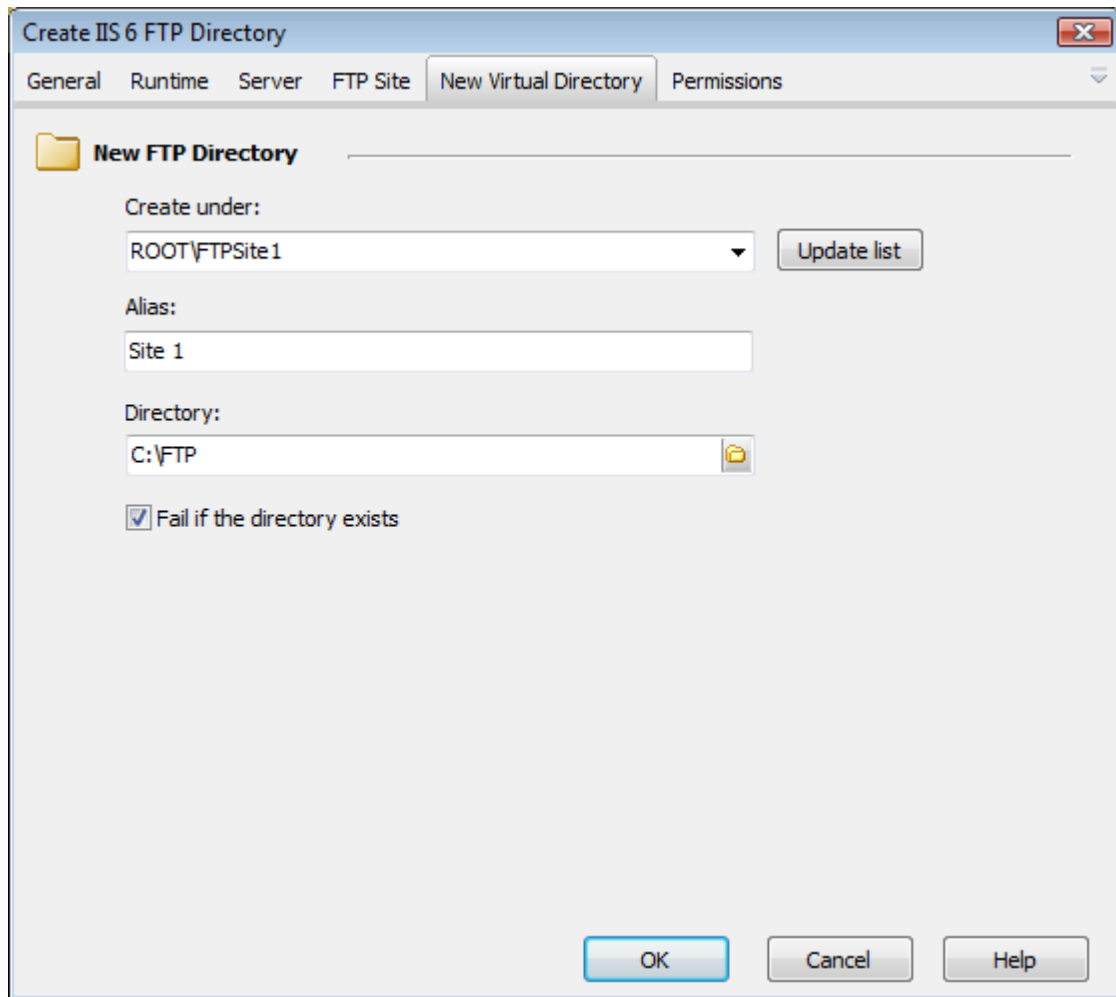 Create IIS 6 FTP Directory
General Runtime Server FTP Site New Virtual Directory Permissions
New FTP Directory
Create under:
ROOT\FTPSite1 Update list
Alias:
Site 1
Directory:
C:\FTP
Fail if the directory exists
OK Cancel Help